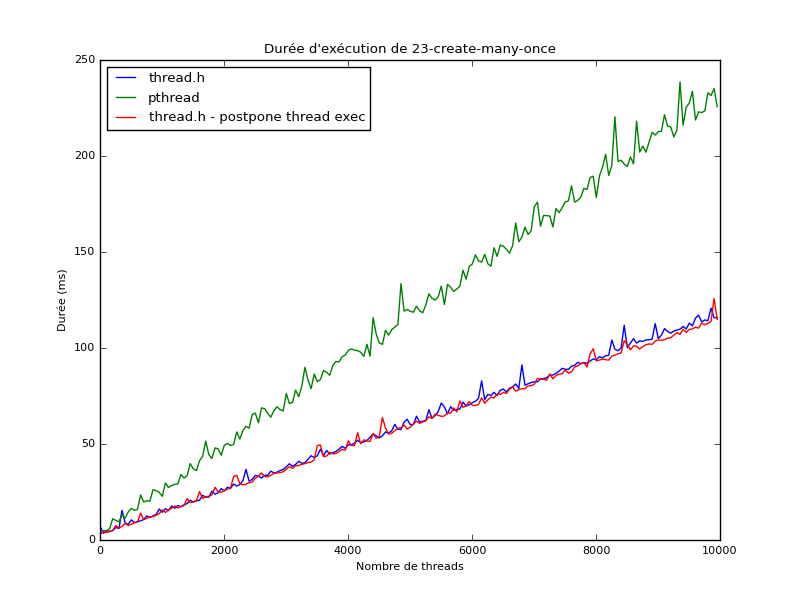 Durée d'exécution de 23-create-many-once
250
thread.h
pthread
thread.h - postpone thread exec
200
150
100
50
0
Durée (ms)
0 2000 4000 6000 8000 10000
Nombre de threads